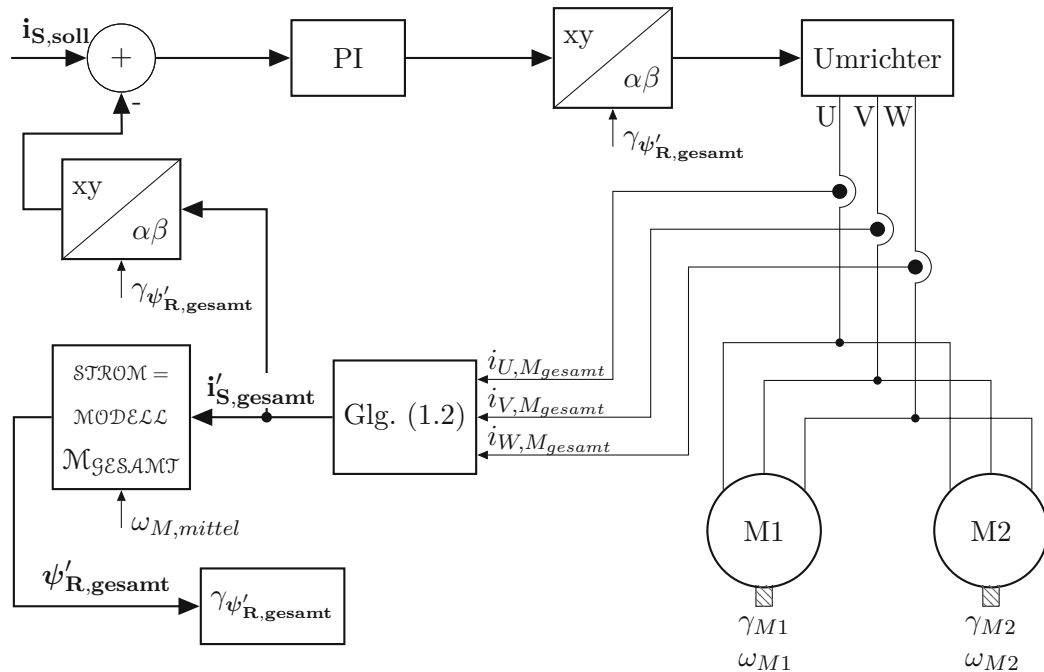 i_S,soll
+
-
PI
xy
αβ
γ_ψ′_R,gesamt
Umrichter
U V W
xy
αβ
γ_ψ′_R,gesamt
STROM =
MODELL
M_GESAMT
ω_M,mittel
i′_S,gesamt
Glg. (1.2)
i_U,M_gesamt
i_V,M_gesamt
i_W,M_gesamt
ψ′_R,gesamt
γ_ψ′_R,gesamt
M1
M2
γ_M1
ω_M1
γ_M2
ω_M2